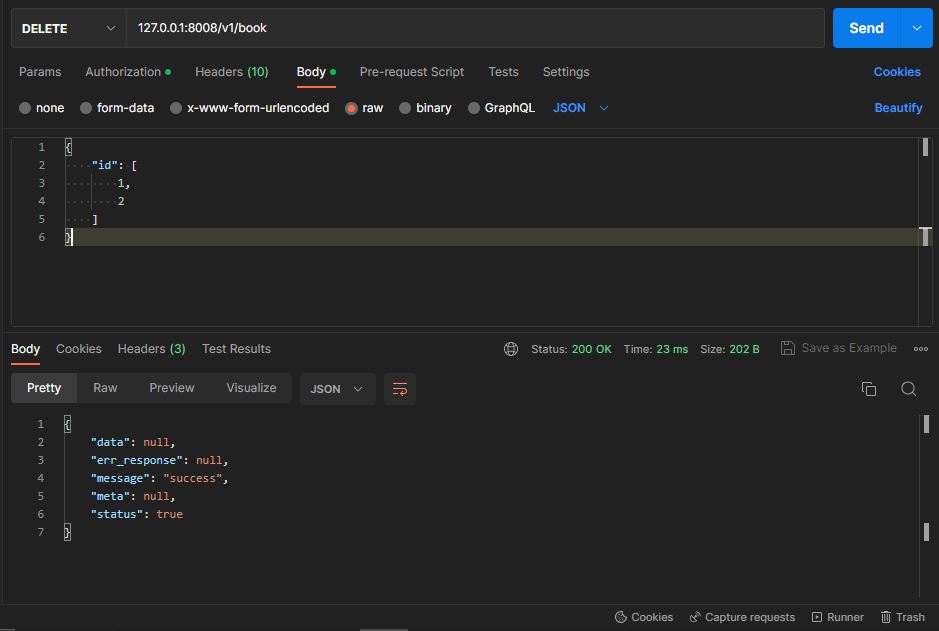 DELETE 127.0.0.1:8008/v1/book Send
Params Authorization Headers (10) Body Pre-request Script Tests Settings Cookies
none form-data x-www-form-urlencoded raw binary GraphQL JSON Beautify
1 {
2 "id": [
3 1,
4 2
5 ]
6 }
Body Cookies Headers (3) Test Results Status: 200 OK Time: 23 ms Size: 202 B Save as Example
Pretty Raw Preview Visualize JSON
1 {
2 "data": null,
3 "err_response": null,
4 "message": "success",
5 "meta": null,
6 "status": true
7 }
Cookies Capture requests Runner Trash